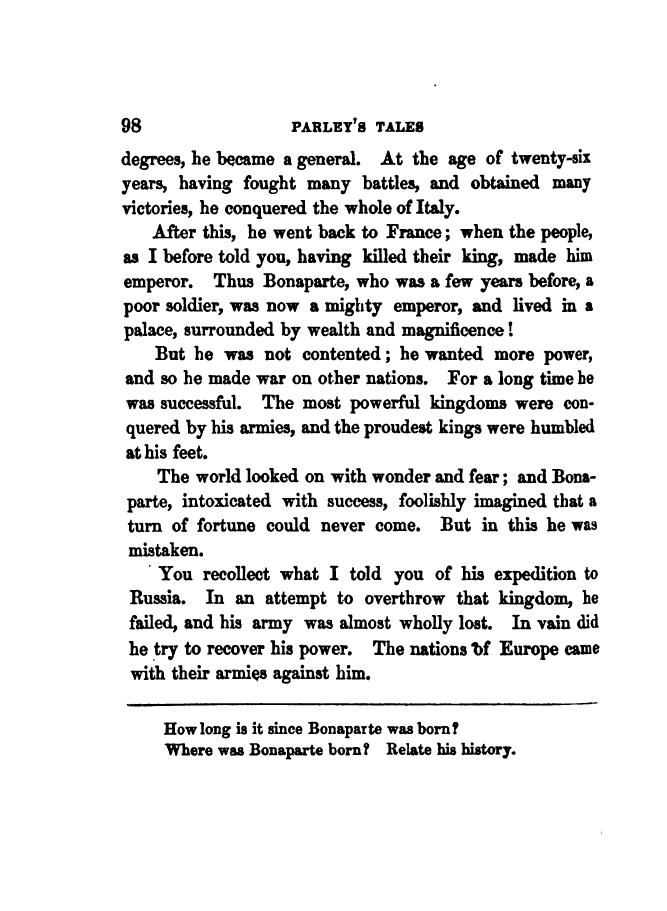 98 PARLEY'S TALES
degrees, he became a general. At the age of twenty-six
years, having fought many battles, and obtained many
victories, he conquered the whole of Italy.
After this, he went back to France; when the people,
as I before told you, having killed their king, made him
emperor. Thus Bonaparte, who was a few years before, a
poor soldier, was now a mighty emperor, and lived in a
palace, surrounded by wealth and magnificence!
But he was not contented; he wanted more power,
and so he made war on other nations. For a long time he
was successful. The most powerful kingdoms were con-
quered by his armies, and the proudest kings were humbled
at his feet.
The world looked on with wonder and fear; and Bona-
parte, intoxicated with success, foolishly imagined that a
turn of fortune could never come. But in this he was
mistaken.
You recollect what I told you of his expedition to
Russia. In an attempt to overthrow that kingdom, he
failed, and his army was almost wholly lost. In vain did
he try to recover his power. The nations of Europe came
with their armies against him.
How long is it since Bonaparte was born?
Where was Bonaparte born? Relate his history.